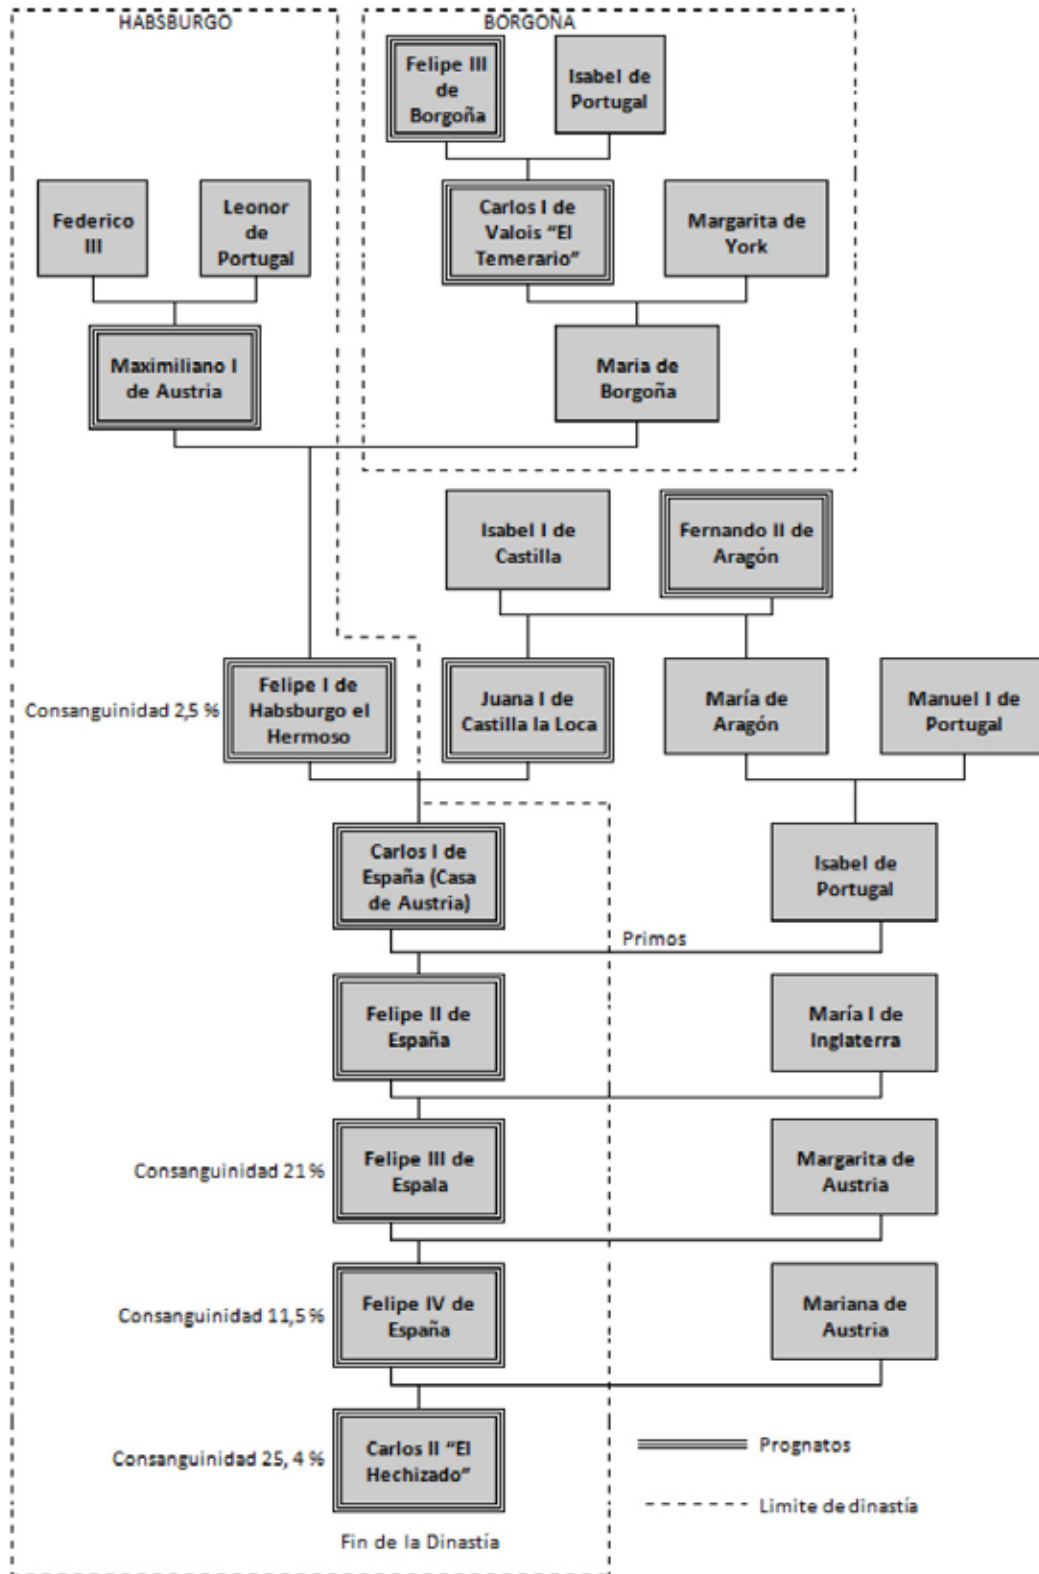 HABSBURGO
BORGOÑA
Felipe III
de
Borgoña
Isabel de
Portugal
Federico
III
Leonor
de
Portugal
Carlos I de
Valois “El
Temerario”
Margarita de
York
Maximiliano I
de Austria
Maria de
Borgoña
Isabel I de
Castilla
Fernando II de
Aragón
Consanguinidad 2,5 %
Felipe I de
Habsburgo el
Hermoso
Juana I de
Castilla la Loca
María de
Aragón
Manuel I de
Portugal
Carlos I de
España (Casa
de Austria)
Isabel de
Portugal
Primos
Felipe II de
España
María I de
Inglaterra
Consanguinidad 21 %
Felipe III de
Espala
Margarita de
Austria
Consanguinidad 11,5 %
Felipe IV de
España
Mariana de
Austria
Consanguinidad 25, 4 %
Carlos II “El
Hechizado”
Prognatos
Limite de dinastía
Fin de la Dinastía